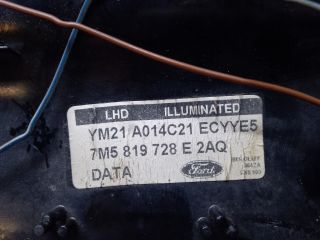 LHD ILLUMINATED
YM21 A014C21 ECYYE5
7M5 819 728 E 2AQ
DATA
Ford